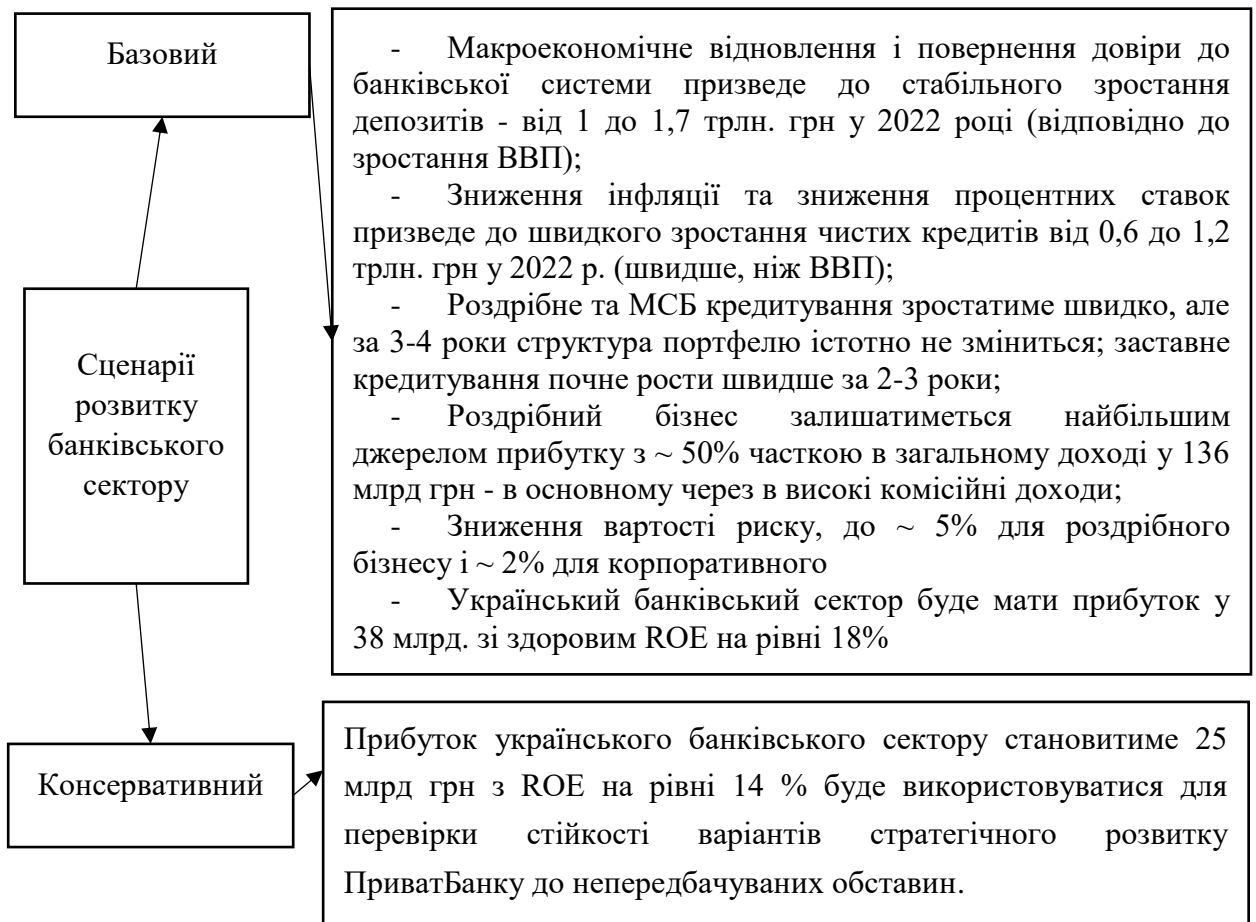 Базовий
- Макроекономічне відновлення і повернення довіри до
банківської системи призведе до стабільного зростання
депозитів - від 1 до 1,7 трлн. грн у 2022 році (відповідно до
зростання ВВП);
- Зниження інфляції та зниження процентних ставок
призведе до швидкого зростання чистих кредитів від 0,6 до 1,2
трлн. грн у 2022 р. (швидше, ніж ВВП);
- Роздрібне та МСБ кредитування зростатиме швидко, але
за 3-4 роки структура портфелю істотно не зміниться; заставне
кредитування почне рости швидше за 2-3 роки;
- Роздрібний бізнес залишатиметься найбільшим
джерелом прибутку з ~ 50% часткою в загальному доході у 136
млрд грн - в основному через в високі комісійні доходи;
- Зниження вартості риску, до ~ 5% для роздрібного
бізнесу і ~ 2% для корпоративного
- Український банківський сектор буде мати прибуток у
38 млрд. зі здоровим ROE на рівні 18%
Сценарії
розвитку
банківського
сектору
Консервативний
Прибуток українського банківського сектору становитиме 25
млрд грн з ROE на рівні 14 % буде використовуватися для
перевірки стійкості варіантів стратегічного розвитку
ПриватБанку до непередбачуваних обставин.